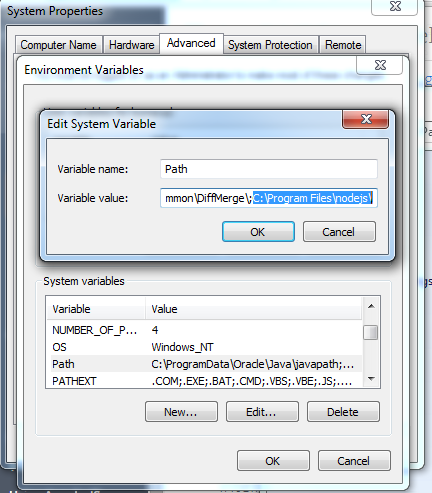 System Properties
Computer Name Hardware Advanced System Protection Remote
Environment Variables
Edit System Variable
Variable name: Path
Variable value: mmon\DiffMerge\;C:\Program Files\nodejs\
OK Cancel
System variables
Variable Value
NUMBER_OF_P... 4
OS Windows_NT
Path C:\ProgramData\Oracle\Java\javapath;...
PATHEXT .COM;.EXE;.BAT;.CMD;.VBS;.VBE;.JS;....
New... Edit... Delete
OK Cancel